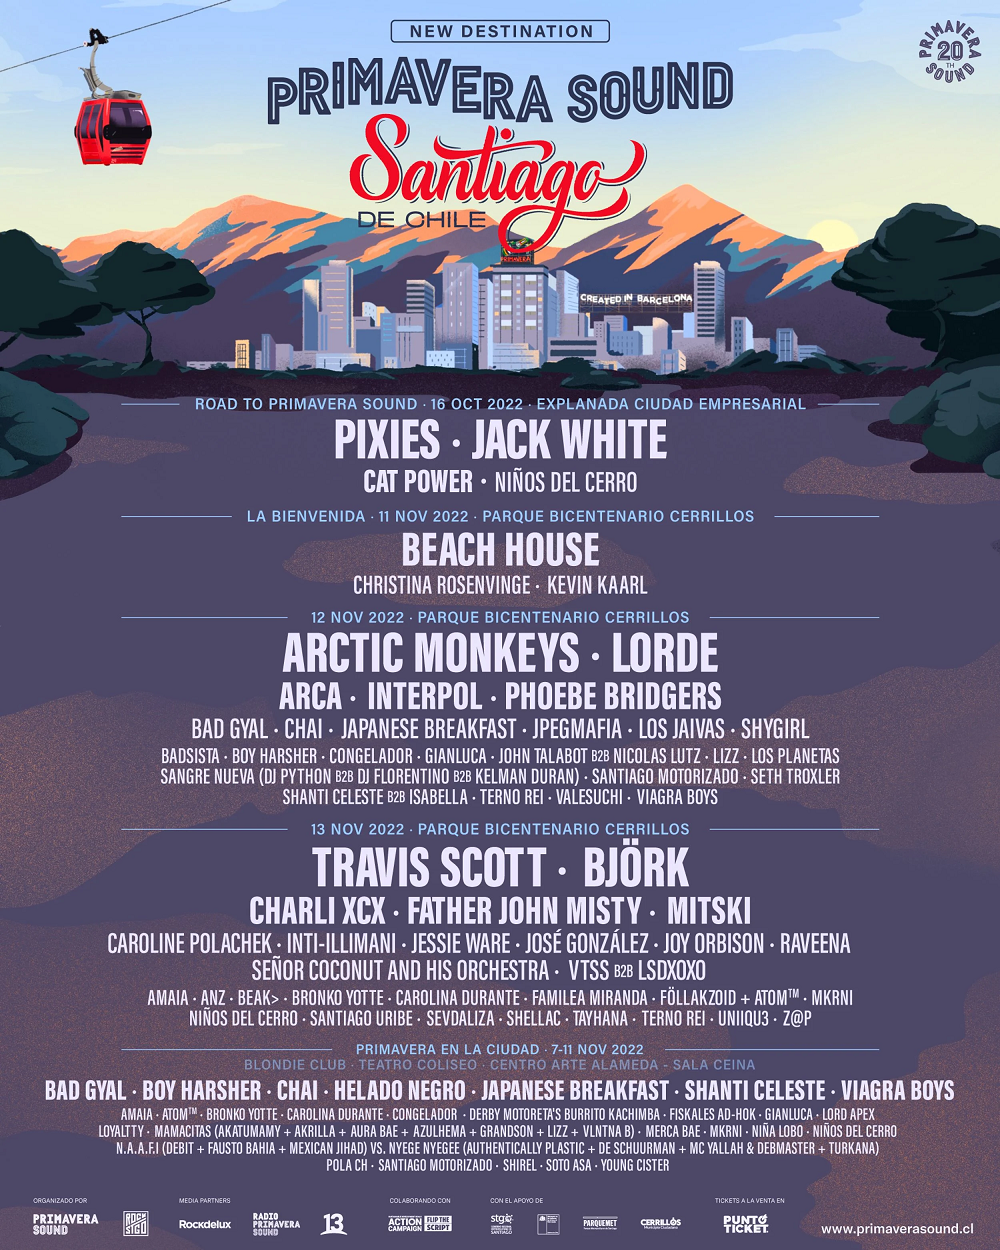 NEW DESTINATION
PRIMAVERA 20TH SOUND
PRIMAVERA SOUND
Santiago
DE CHILE
PRIMAVERA
CREATED IN BARCELONA
ROAD TO PRIMAVERA SOUND · 16 OCT 2022 · EXPLANADA CIUDAD EMPRESARIAL
PIXIES · JACK WHITE
CAT POWER · NIÑOS DEL CERRO
LA BIENVENIDA · 11 NOV 2022 · PARQUE BICENTENARIO CERRILLOS
BEACH HOUSE
CHRISTINA ROSENVINGE · KEVIN KAARL
12 NOV 2022 · PARQUE BICENTENARIO CERRILLOS
ARCTIC MONKEYS · LORDE
ARCA · INTERPOL · PHOEBE BRIDGERS
BAD GYAL · CHAI · JAPANESE BREAKFAST · JPEGMAFIA · LOS JAIVAS · SHYGIRL
BADSISTA · BOY HARSHER · CONGELADOR · GIANLUCA · JOHN TALABOT B2B NICOLAS LUTZ · LIZZ · LOS PLANETAS
SANGRE NUEVA (DJ PYTHON B2B DJ FLORENTINO B2B KELMAN DURAN) · SANTIAGO MOTORIZADO · SETH TROXLER
SHANTI CELESTE B2B ISABELLA · TERNO REI · VALESUCHI · VIAGRA BOYS
13 NOV 2022 · PARQUE BICENTENARIO CERRILLOS
TRAVIS SCOTT · BJÖRK
CHARLI XCX · FATHER JOHN MISTY · MITSKI
CAROLINE POLACHEK · INTI-ILLIMANI · JESSIE WARE · JOSÉ GONZÁLEZ · JOY ORBISON · RAVEENA
SEÑOR COCONUT AND HIS ORCHESTRA · VTSS B2B LSDXOXO
AMAIA · ANZ · BEAK> · BRONKO YOTTE · CAROLINA DURANTE · FAMILEA MIRANDA · FÖLLAKZOID + ATOM™ · MKRNI
NIÑOS DEL CERRO · SANTIAGO URIBE · SEVDALIZA · SHELLAC · TAYHANA · TERNO REI · UNIIQU3 · Z@P
PRIMAVERA EN LA CIUDAD · 7-11 NOV 2022
BLONDIE CLUB · TEATRO COLISEO · CENTRO ARTE ALAMEDA - SALA CEINA
BAD GYAL · BOY HARSHER · CHAI · HELADO NEGRO · JAPANESE BREAKFAST · SHANTI CELESTE · VIAGRA BOYS
AMAIA · ATOM™ · BRONKO YOTTE · CAROLINA DURANTE · CONGELADOR · DERBY MOTORETA'S BURRITO KACHIMBA · FISKALES AD-HOK · GIANLUCA · LORD APEX
LOYALTTY · MAMACITAS (AKATUMAMY + AKRILLA + AURA BAE + AZULHEMA + GRANDSON + LIZZ + VLNTNA B) · MERCA BAE · MKRNI · NIÑA LOBO · NIÑOS DEL CERRO
N.A.A.F.I (DEBIT + FAUSTO BAHIA + MEXICAN JIHAD) VS. NYEGE NYEGEE (AUTHENTICALLY PLASTIC + DE SCHUURMAN + MC YALLAH & DEBMASTER + TURKANA)
POLA CH · SANTIAGO MOTORIZADO · SHIREL · SOTO ASA · YOUNG CISTER
ORGANIZADO POR
MEDIA PARTNERS
COLABORANDO CON
CON EL APOYO DE
TICKETS A LA VENTA EN
PRIMAVERA SOUND
ROCK STGO
Rockdelux
RADIO PRIMAVERA SOUND
13
ACTION CAMPAIGN
FLIP THE SCRIPT
stgo
PARQUEMET
CERRILLOS
PUNTO TICKET
www.primaverasound.cl